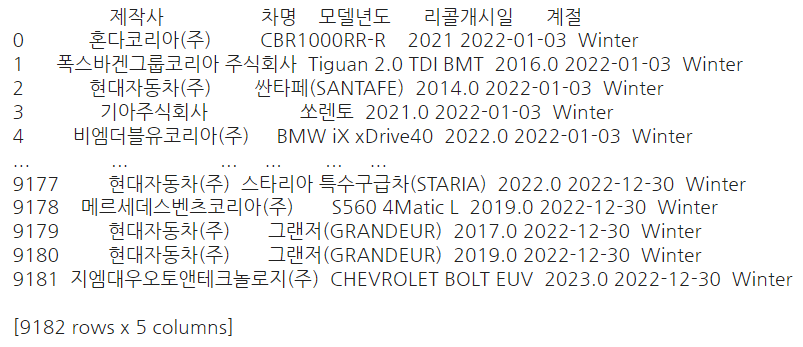 제작사 차명 모델년도 리콜개시일 계절
0 혼다코리아(주) CBR1000RR-R 2021 2022-01-03 Winter
1 폭스바겐그룹코리아 주식회사 Tiguan 2.0 TDI BMT 2016.0 2022-01-03 Winter
2 현대자동차(주) 싼타페(SANTAFE) 2014.0 2022-01-03 Winter
3 기아주식회사 쏘렌토 2021.0 2022-01-03 Winter
4 비엠더블유코리아(주) BMW iX xDrive40 2022.0 2022-01-03 Winter
... ... ... ... ... ...
9177 현대자동차(주) 스타리아 특수구급차(STARIA) 2022.0 2022-12-30 Winter
9178 메르세데스벤츠코리아(주) S560 4Matic L 2019.0 2022-12-30 Winter
9179 현대자동차(주) 그랜저(GRANDEUR) 2017.0 2022-12-30 Winter
9180 현대자동차(주) 그랜저(GRANDEUR) 2019.0 2022-12-30 Winter
9181 지엠대우오토앤테크놀로지(주) CHEVROLET BOLT EUV 2023.0 2022-12-30 Winter
[9182 rows x 5 columns]